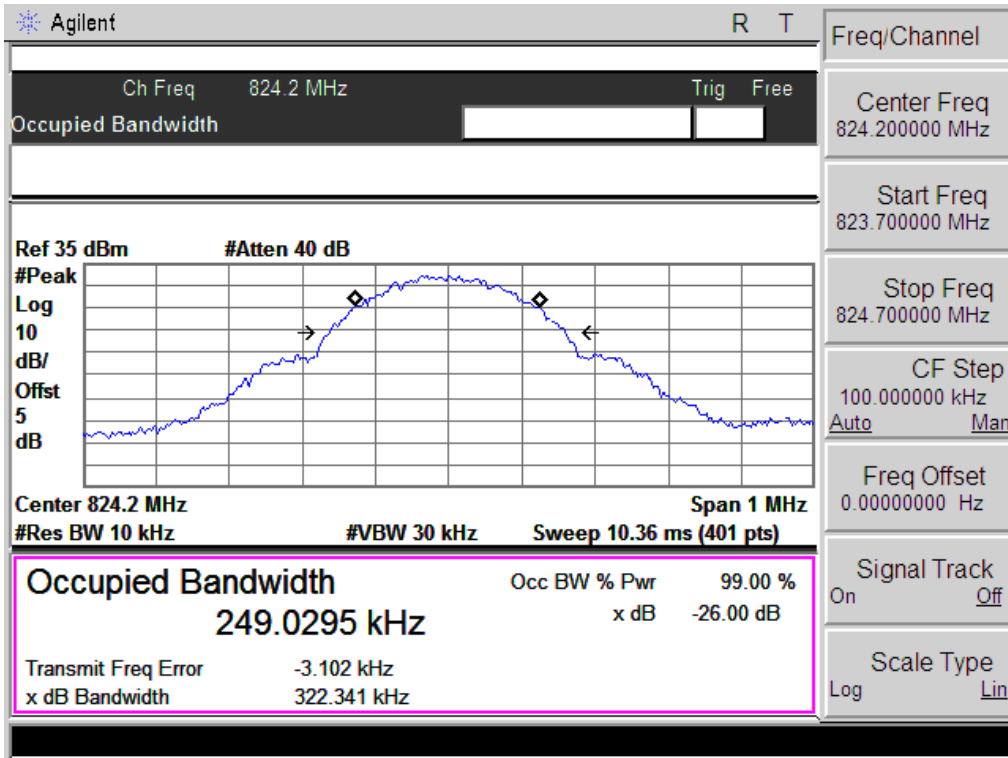 Agilent R T
Ch Freq 824.2 MHz Trig Free
Occupied Bandwidth
Ref 35 dBm #Atten 40 dB
#Peak
Log
10
dB/
Offst
5
dB
Center 824.2 MHz Span 1 MHz
#Res BW 10 kHz #VBW 30 kHz Sweep 10.36 ms (401 pts)
Occupied Bandwidth Occ BW % Pwr 99.00 %
249.0295 kHz x dB -26.00 dB
Transmit Freq Error -3.102 kHz
x dB Bandwidth 322.341 kHz
Freq/Channel
Center Freq
824.200000 MHz
Start Freq
823.700000 MHz
Stop Freq
824.700000 MHz
CF Step
100.000000 kHz
Auto Man
Freq Offset
0.00000000 Hz
Signal Track
On Off
Scale Type
Log Lin